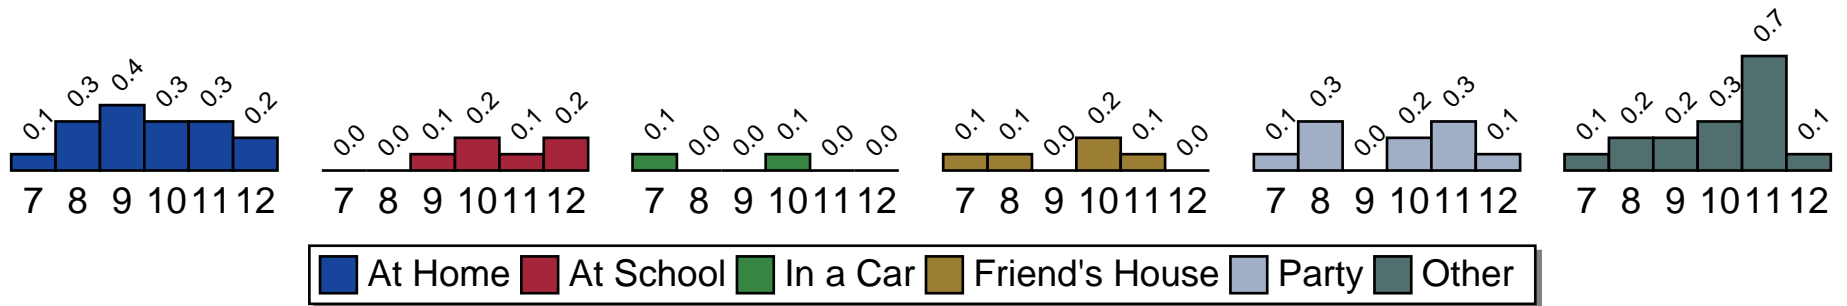 0.1 0.3 0.4 0.3 0.3 0.2
7 8 9 10 11 12
0.0 0.0 0.1 0.2 0.1 0.2
7 8 9 10 11 12
0.1 0.0 0.0 0.1 0.0 0.0
7 8 9 10 11 12
0.1 0.1 0.0 0.2 0.1 0.0
7 8 9 10 11 12
0.1 0.3 0.0 0.2 0.3 0.1
7 8 9 10 11 12
0.1 0.2 0.2 0.3 0.7 0.1
7 8 9 10 11 12
At Home At School In a Car Friend's House Party Other